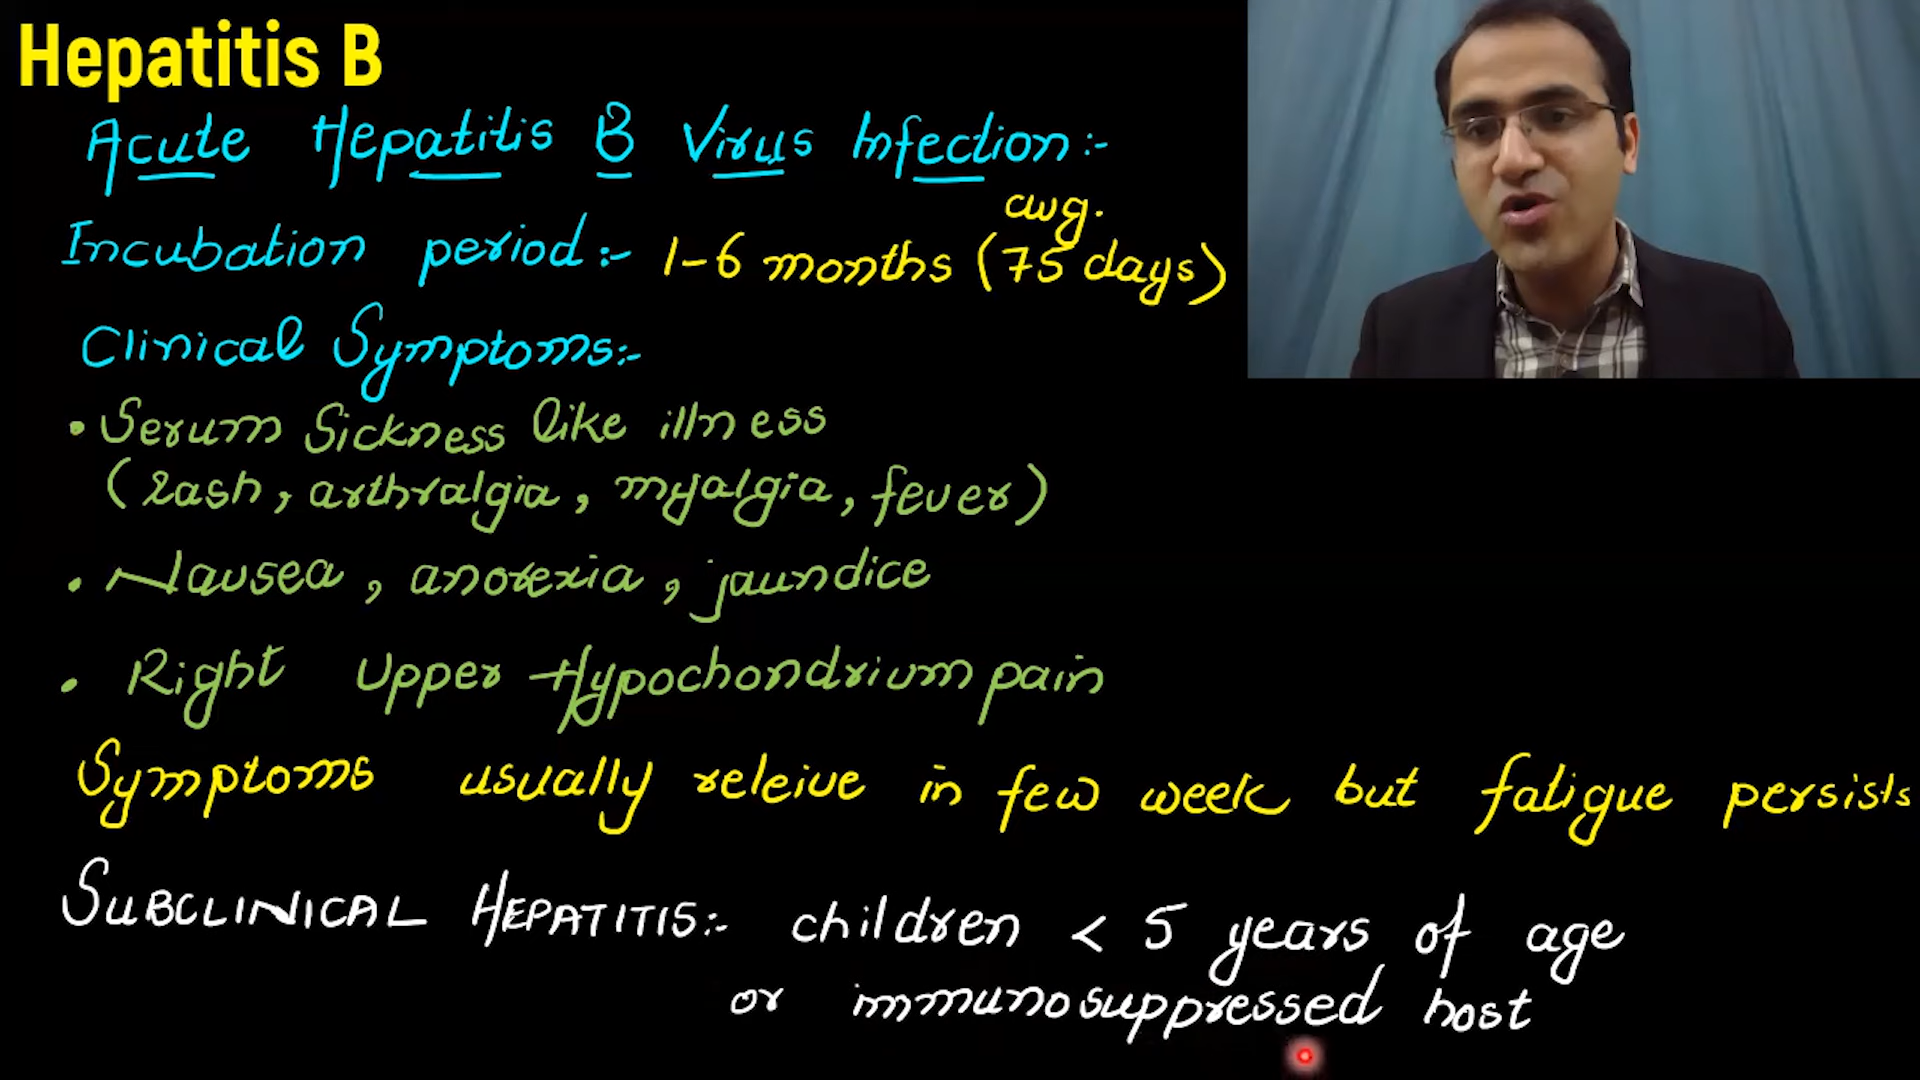 Hepatitis B
Acute Hepatitis B Virus Infection:-
Incubation period:- 1-6 months (75 days)
avg.
Clinical Symptoms:-
• Serum Sickness like illness
(Rash, arthralgia, myalgia, fever)
• Nausea, anorexia, jaundice
• Right Upper Hypochondrium pain
Symptoms usually releive in few week but fatigue persists
SUBCLINICAL HEPATITIS:- children < 5 years of age
or immunosuppressed host